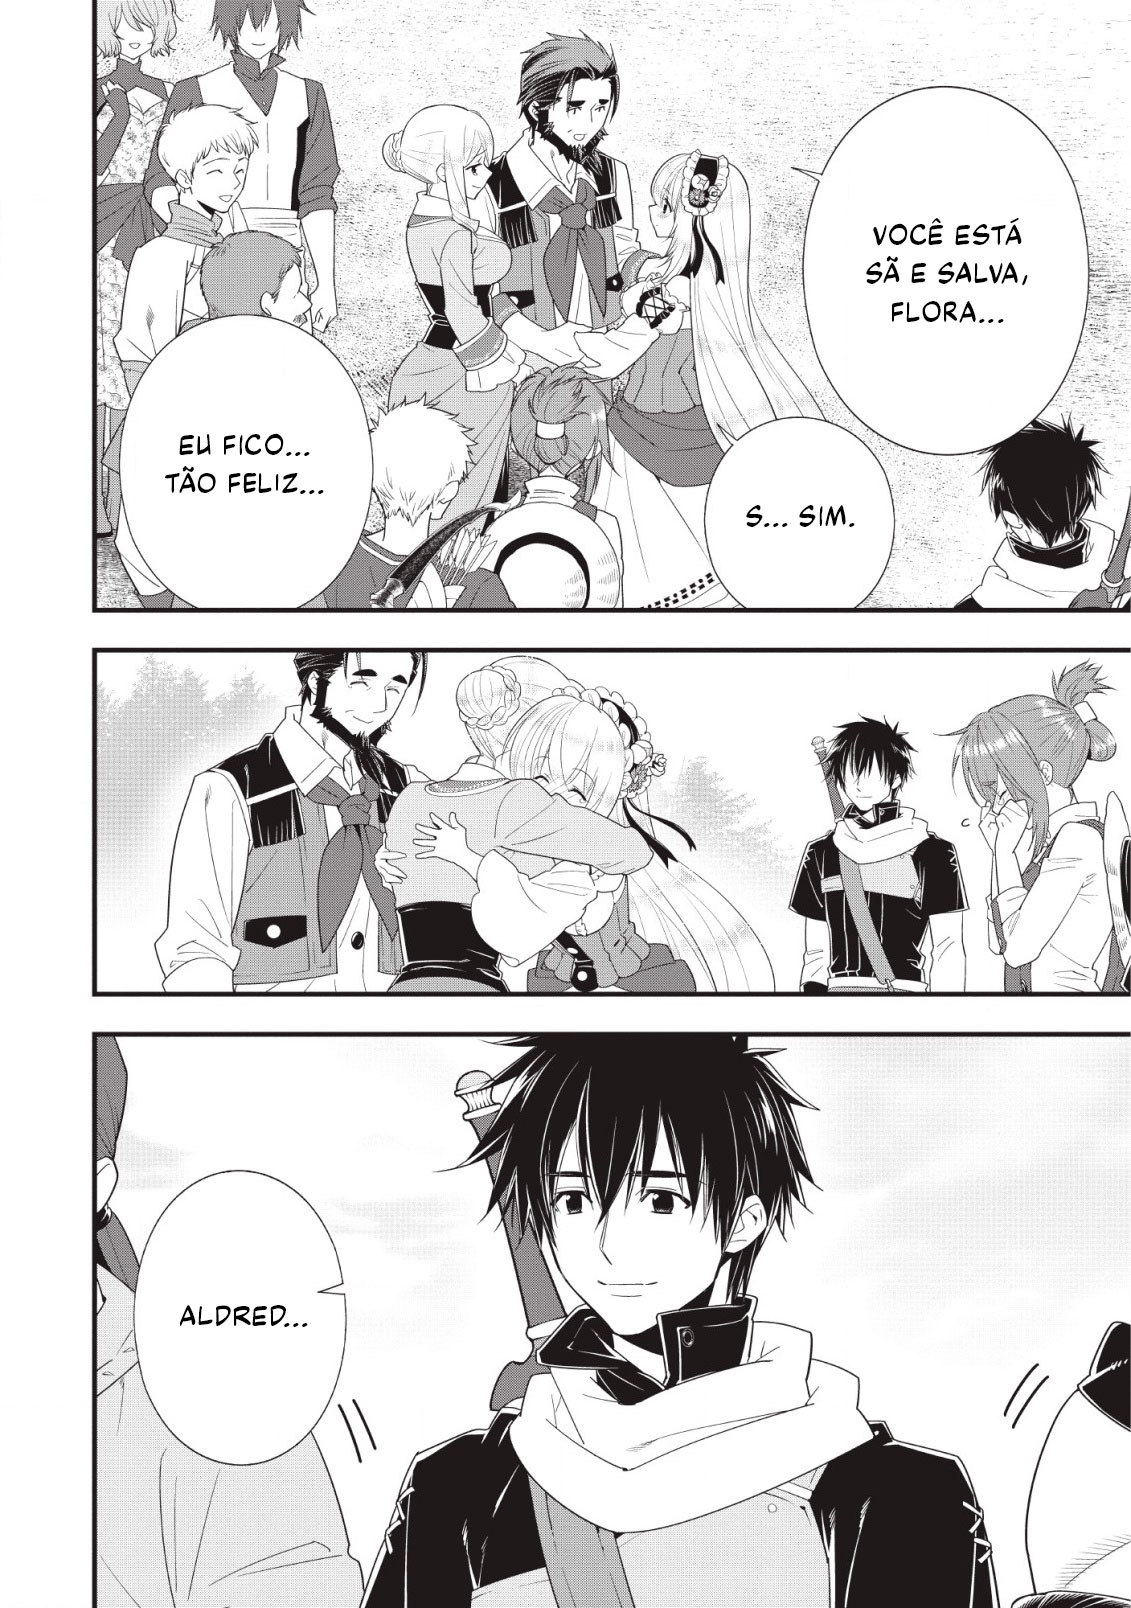 VOCÊ ESTÁ
SÃ E SALVA,
FLORA...
S... SIM.
EU FICO...
TÃO FELIZ...
ALDRED...